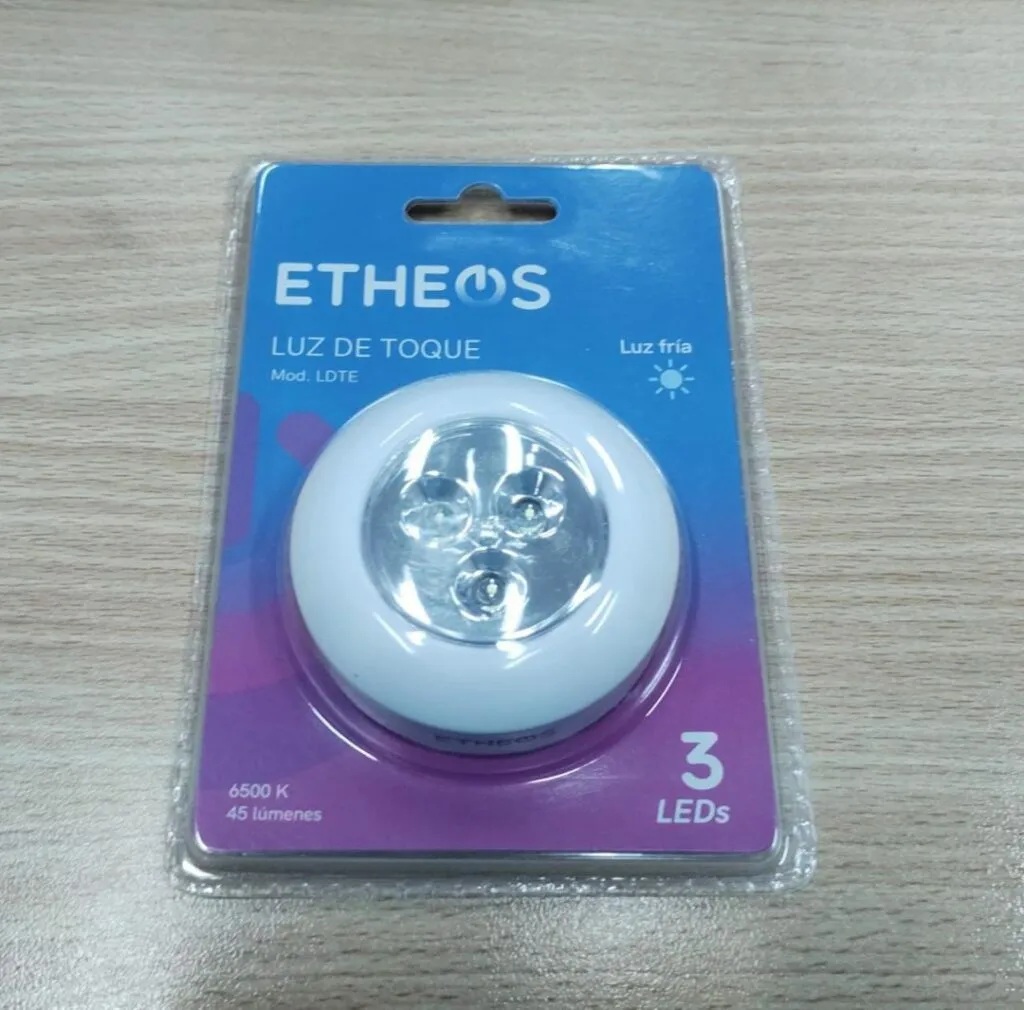 ETHEOS
LUZ DE TOQUE
Mod. LDTE
Luz fría
ETHEOS
6500 K
45 lúmenes
3
LEDs